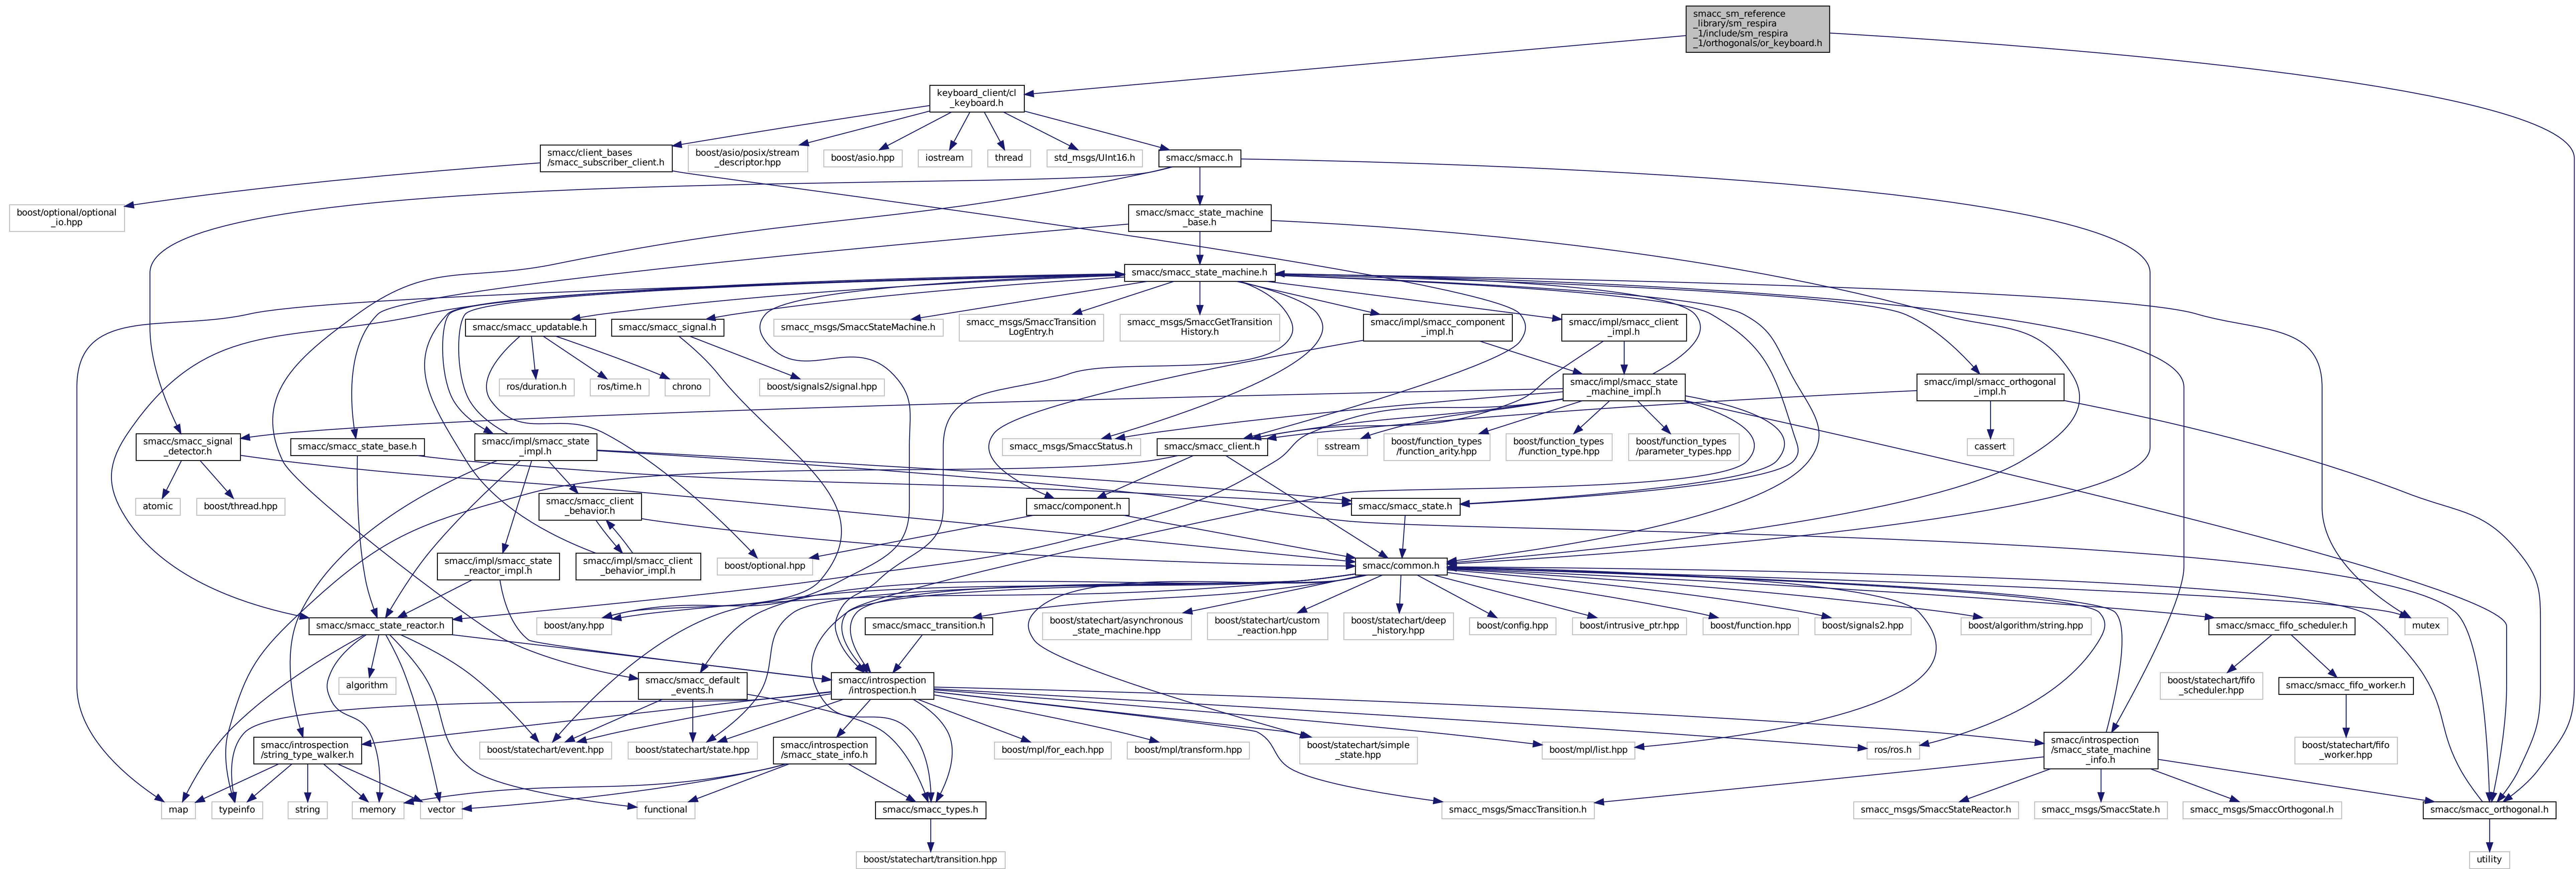 smacc_sm_reference
_library/sm_respira
_1/include/sm_respira
_1/orthogonals/or_keyboard.h
keyboard_client/cl
_keyboard.h
smacc/client_bases
/smacc_subscriber_client.h
boost/asio/posix/stream
_descriptor.hpp
boost/asio.hpp
iostream
thread
std_msgs/UInt16.h
smacc/smacc.h
boost/optional/optional
_io.hpp
smacc/smacc_state_machine
_base.h
smacc/smacc_state_machine.h
smacc/smacc_updatable.h
smacc/smacc_signal.h
smacc_msgs/SmaccStateMachine.h
smacc_msgs/SmaccTransition
LogEntry.h
smacc_msgs/SmaccGetTransition
History.h
smacc/impl/smacc_component
_impl.h
smacc/impl/smacc_client
_impl.h
ros/duration.h
ros/time.h
chrono
boost/signals2/signal.hpp
smacc/impl/smacc_state
_machine_impl.h
smacc/impl/smacc_orthogonal
_impl.h
smacc/smacc_signal
_detector.h
smacc/smacc_state_base.h
smacc/impl/smacc_state
_impl.h
smacc_msgs/SmaccStatus.h
smacc/smacc_client.h
sstream
boost/function_types
/function_arity.hpp
boost/function_types
/function_type.hpp
boost/function_types
/parameter_types.hpp
cassert
atomic
boost/thread.hpp
smacc/smacc_client
_behavior.h
smacc/component.h
smacc/smacc_state.h
smacc/impl/smacc_state
_reactor_impl.h
smacc/impl/smacc_client
_behavior_impl.h
boost/optional.hpp
smacc/common.h
smacc/smacc_state_reactor.h
boost/any.hpp
smacc/smacc_transition.h
boost/statechart/asynchronous
_state_machine.hpp
boost/statechart/custom
_reaction.hpp
boost/statechart/deep
_history.hpp
boost/config.hpp
boost/intrusive_ptr.hpp
boost/function.hpp
boost/signals2.hpp
boost/algorithm/string.hpp
smacc/smacc_fifo_scheduler.h
mutex
algorithm
smacc/smacc_default
_events.h
smacc/introspection
/introspection.h
boost/statechart/fifo
_scheduler.hpp
smacc/smacc_fifo_worker.h
smacc/introspection
/string_type_walker.h
boost/statechart/event.hpp
boost/statechart/state.hpp
smacc/introspection
/smacc_state_info.h
boost/mpl/for_each.hpp
boost/mpl/transform.hpp
boost/statechart/simple
_state.hpp
boost/mpl/list.hpp
ros/ros.h
smacc/introspection
/smacc_state_machine
_info.h
boost/statechart/fifo
_worker.hpp
map
typeinfo
string
memory
vector
functional
smacc/smacc_types.h
smacc_msgs/SmaccTransition.h
smacc_msgs/SmaccStateReactor.h
smacc_msgs/SmaccState.h
smacc_msgs/SmaccOrthogonal.h
smacc/smacc_orthogonal.h
boost/statechart/transition.hpp
utility